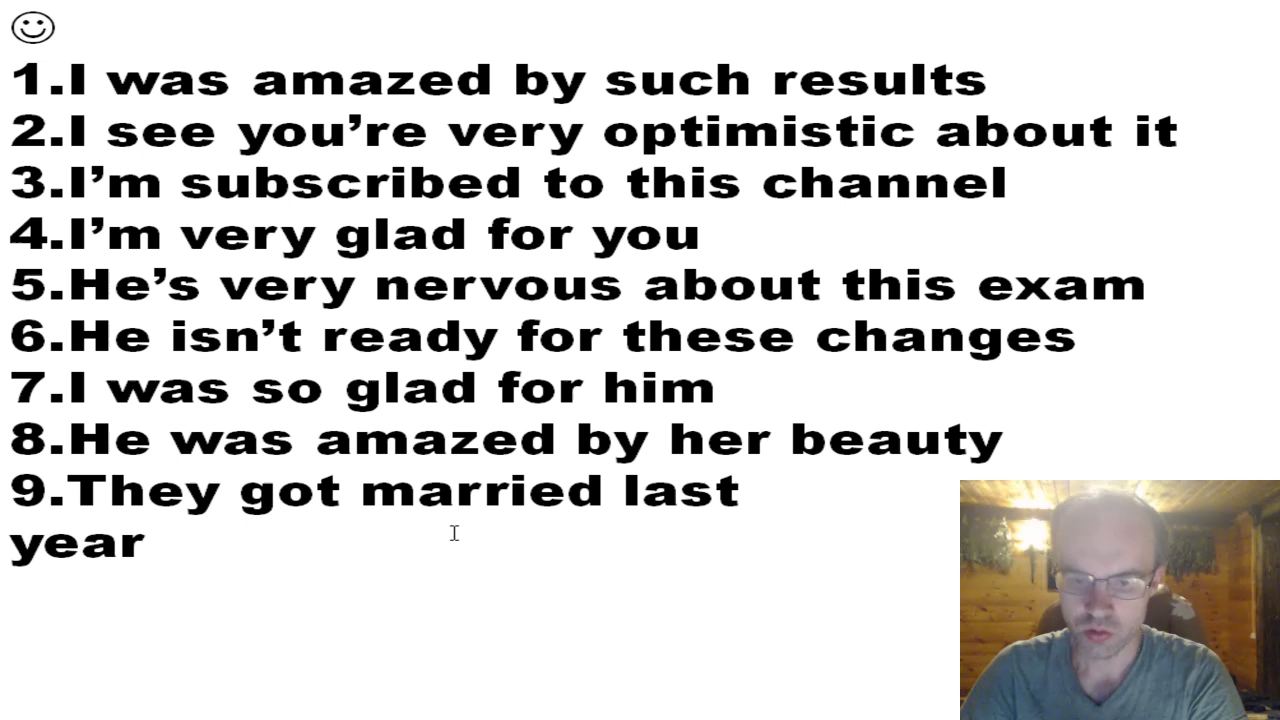 ☺
1.I was amazed by such results
2.I see you’re very optimistic about it
3.I’m subscribed to this channel
4.I’m very glad for you
5.He’s very nervous about this exam
6.He isn’t ready for these changes
7.I was so glad for him
8.He was amazed by her beauty
9.They got married last
year